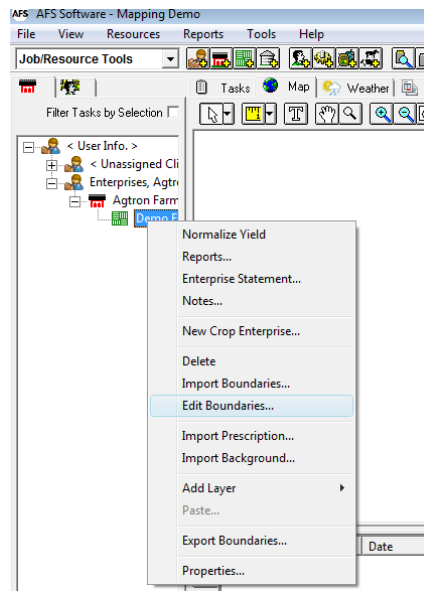 AFS AFS Software - Mapping Demo
File View Resources Reports Tools Help
Job/Resource Tools
Tasks Map Weather
Filter Tasks by Selection
T
< User Info. >
< Unassigned Cli
Enterprises, Agtr
Agtron Farm
Demo F
Normalize Yield
Reports...
Enterprise Statement...
Notes...
New Crop Enterprise...
Delete
Import Boundaries...
Edit Boundaries...
Import Prescription...
Import Background...
Add Layer
Paste...
Export Boundaries...
Date
Properties...